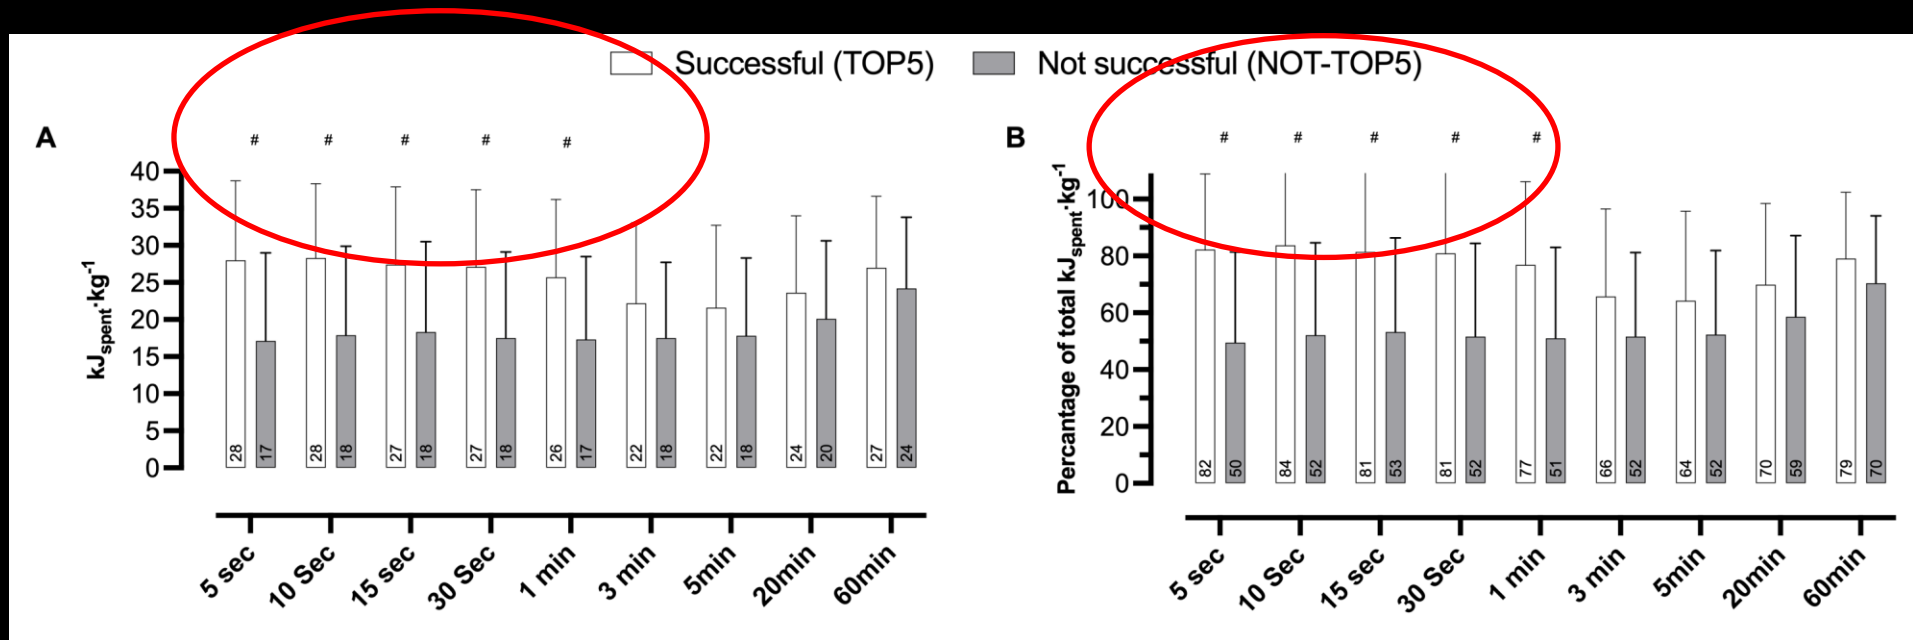 Successful (TOP5) Not successful (NOT-TOP5)
A
# # # # #
kJspent·kg-1
40
35
30
25
20
15
10
5
0
28 17 28 18 27 18 27 18 26 17 22 18 22 18 24 20 27 24
5 sec 10 Sec 15 sec 30 Sec 1 min 3 min 5min 20min 60min
B
# # # # #
Percantage of total kJspent·kg-1
100
80
60
40
20
0
82 50 84 52 81 53 81 52 77 51 66 52 64 52 70 59 79 70
5 sec 10 Sec 15 sec 30 Sec 1 min 3 min 5min 20min 60min